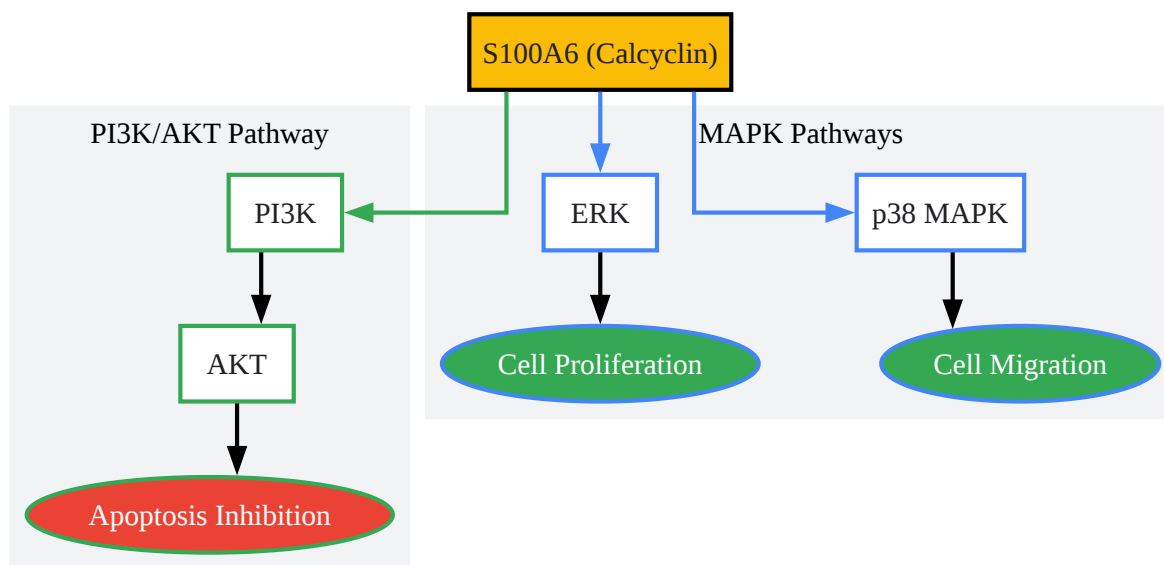 S100A6 (Calcyclin)
PI3K/AKT Pathway
MAPK Pathways
PI3K
ERK
p38 MAPK
AKT
Cell Proliferation
Cell Migration
Apoptosis Inhibition